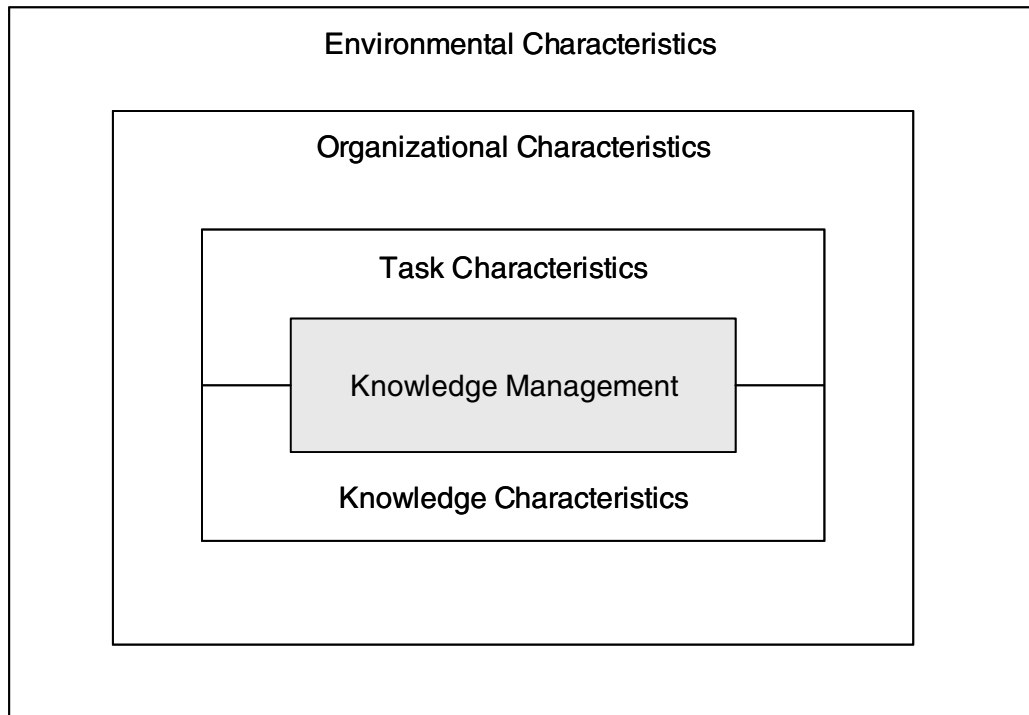 Environmental Characteristics
Organizational Characteristics
Task Characteristics
Knowledge Management
Knowledge Characteristics